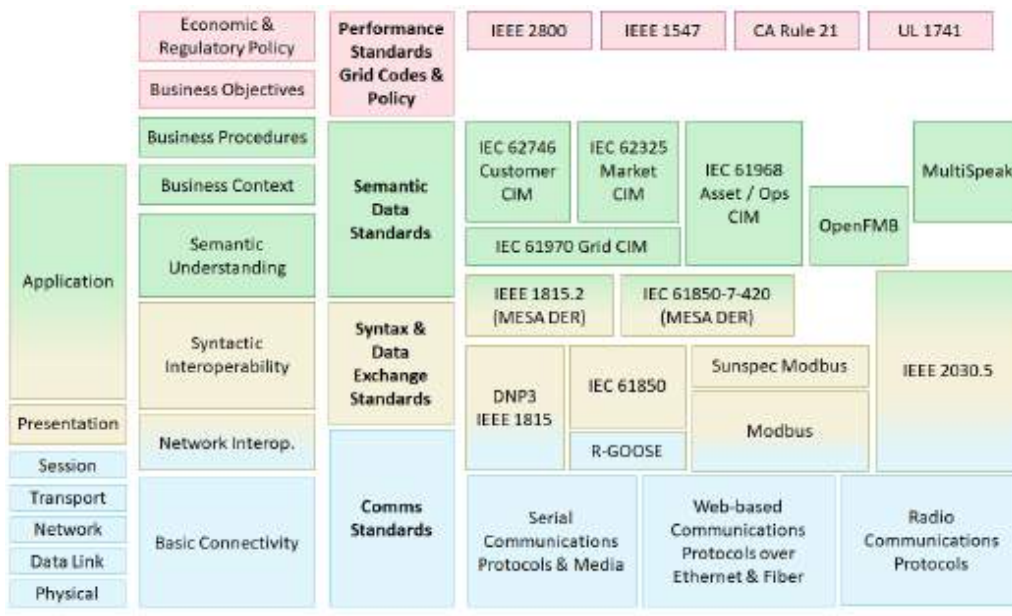 Economic &
Regulatory Policy
Business Objectives
Business Procedures
Business Context
Semantic
Understanding
Syntactic
Interoperability
Network Interop.
Basic Connectivity
Application
Presentation
Session
Transport
Network
Data Link
Physical
Performance
Standards
Grid Codes &
Policy
Semantic
Data
Standards
Syntax &
Data
Exchange
Standards
Comms
Standards
IEEE 2800
IEEE 1547
CA Rule 21
UL 1741
IEC 62746
Customer
CIM
IEC 62325
Market
CIM
IEC 61968
Asset / Ops
CIM
OpenFMB
MultiSpeak
IEC 61970 Grid CIM
IEEE 1815.2
(MESA DER)
IEC 61850-7-420
(MESA DER)
DNP3
IEEE 1815
IEC 61850
R-GOOSE
Sunspec Modbus
Modbus
IEEE 2030.5
Serial
Communications
Protocols & Media
Web-based
Communications
Protocols over
Ethernet & Fiber
Radio
Communications
Protocols